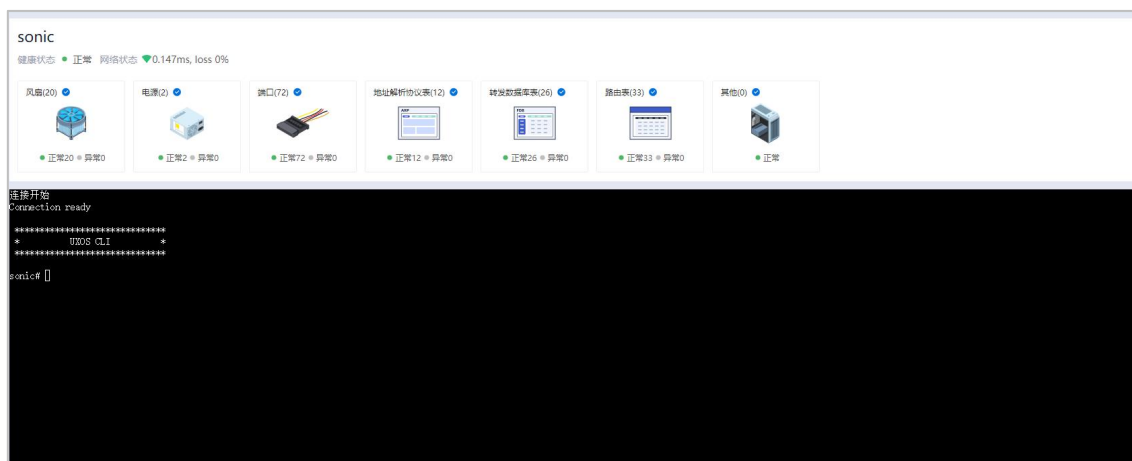 sonic
健康状态 正常 网络状态 0.147ms, loss 0%
风扇(20) 电源(2) 端口(72) 地址解析协议表(12) 转发数据库表(26) 路由表(33) 其他(0)
ARP FDB
正常20 异常0 正常2 异常0 正常72 异常0 正常12 异常0 正常26 异常0 正常33 异常0 正常
连接开始
Connection ready
******************************
* UXOS CLI *
******************************
sonic#